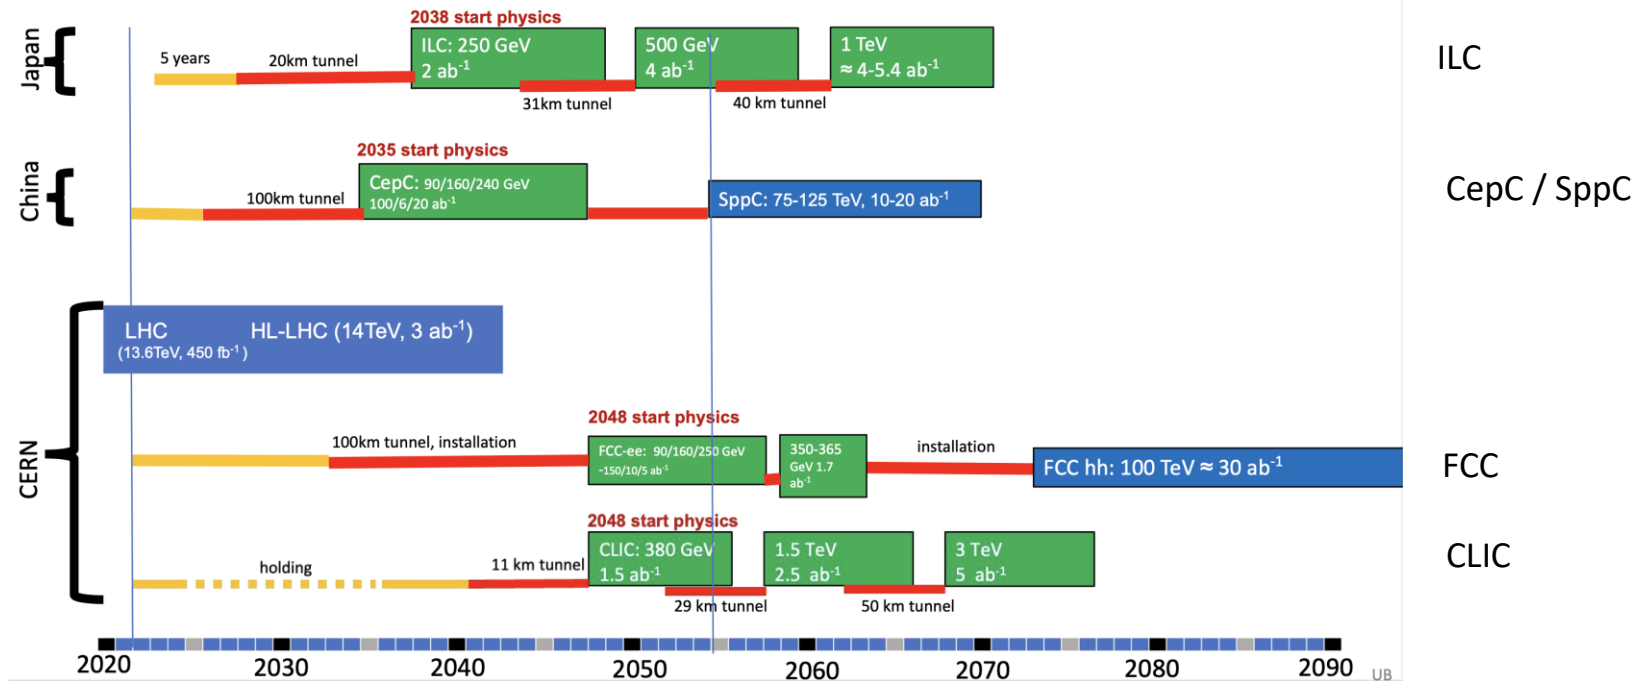 Japan
2038 start physics
5 years
20km tunnel
ILC: 250 GeV
2 ab⁻¹
31km tunnel
500 GeV
4 ab⁻¹
40 km tunnel
1 TeV
≈ 4-5.4 ab⁻¹
ILC
China
2035 start physics
100km tunnel
CepC: 90/160/240 GeV
100/6/20 ab⁻¹
SppC: 75-125 TeV, 10-20 ab⁻¹
CepC / SppC
CERN
LHC
(13.6TeV, 450 fb⁻¹ )
HL-LHC (14TeV, 3 ab⁻¹)
2048 start physics
100km tunnel, installation
FCC-ee: 90/160/250 GeV
~150/10/5 ab⁻¹
350-365
GeV 1.7
ab⁻¹
installation
FCC hh: 100 TeV ≈ 30 ab⁻¹
FCC
2048 start physics
holding
11 km tunnel
CLIC: 380 GeV
1.5 ab⁻¹
29 km tunnel
1.5 TeV
2.5 ab⁻¹
50 km tunnel
3 TeV
5 ab⁻¹
CLIC
2020 2030 2040 2050 2060 2070 2080 2090
UB